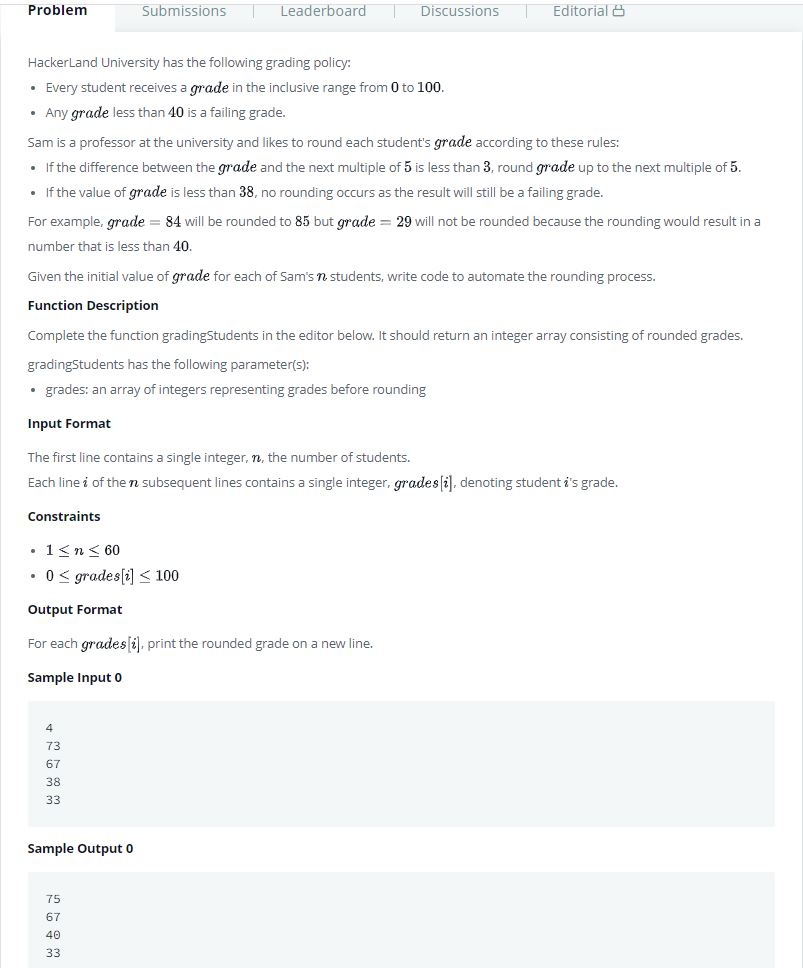 Problem Submissions Leaderboard Discussions Editorial
HackerLand University has the following grading policy:
• Every student receives a grade in the inclusive range from 0 to 100.
• Any grade less than 40 is a failing grade.
Sam is a professor at the university and likes to round each student's grade according to these rules:
• If the difference between the grade and the next multiple of 5 is less than 3, round grade up to the next multiple of 5.
• If the value of grade is less than 38, no rounding occurs as the result will still be a failing grade.
For example, grade = 84 will be rounded to 85 but grade = 29 will not be rounded because the rounding would result in a
number that is less than 40.
Given the initial value of grade for each of Sam's n students, write code to automate the rounding process.
Function Description
Complete the function gradingStudents in the editor below. It should return an integer array consisting of rounded grades.
gradingStudents has the following parameter(s):
• grades: an array of integers representing grades before rounding
Input Format
The first line contains a single integer, n, the number of students.
Each line i of the n subsequent lines contains a single integer, grades[i], denoting student i's grade.
Constraints
• 1 ≤ n ≤ 60
• 0 ≤ grades[i] ≤ 100
Output Format
For each grades[i], print the rounded grade on a new line.
Sample Input 0
4
73
67
38
33
Sample Output 0
75
67
40
33